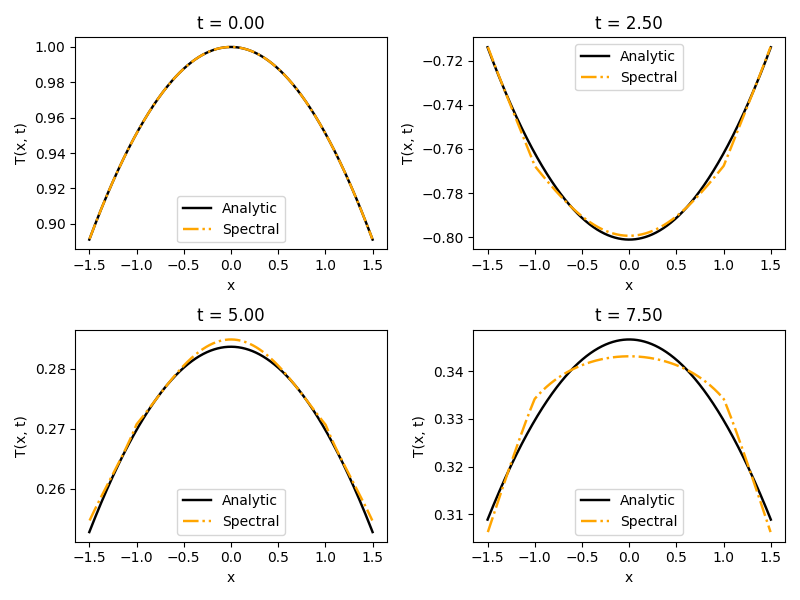 t = 0.00
T(x, t)
1.00
0.98
0.96
0.94
0.92
0.90
Analytic
Spectral
−1.5 −1.0 −0.5 0.0 0.5 1.0 1.5
x
t = 2.50
T(x, t)
−0.72
−0.74
−0.76
−0.78
−0.80
Analytic
Spectral
−1.5 −1.0 −0.5 0.0 0.5 1.0 1.5
x
t = 5.00
T(x, t)
0.28
0.27
0.26
Analytic
Spectral
−1.5 −1.0 −0.5 0.0 0.5 1.0 1.5
x
t = 7.50
T(x, t)
0.34
0.33
0.32
0.31
Analytic
Spectral
−1.5 −1.0 −0.5 0.0 0.5 1.0 1.5
x